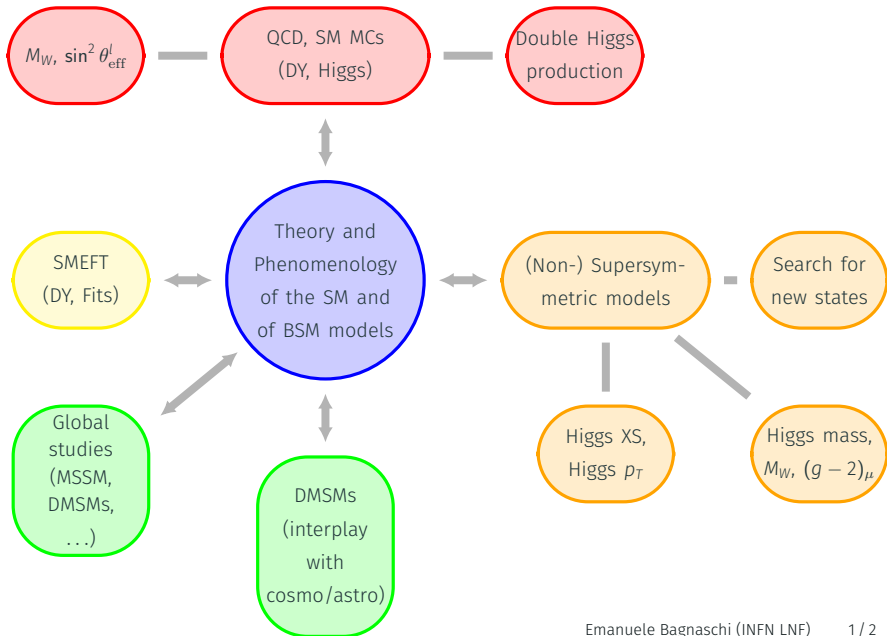 M_W, sin² θ^l_eff
QCD, SM MCs
(DY, Higgs)
Double Higgs
production
Theory and
Phenomenology
of the SM and
of BSM models
SMEFT
(DY, Fits)
(Non-) Supersym-
metric models
Search for
new states
Global
studies
(MSSM,
DMSMs,
...)
DMSMs
(interplay
with
cosmo/astro)
Higgs XS,
Higgs p_T
Higgs mass,
M_W, (g − 2)_μ
Emanuele Bagnaschi (INFN LNF) 1 / 2